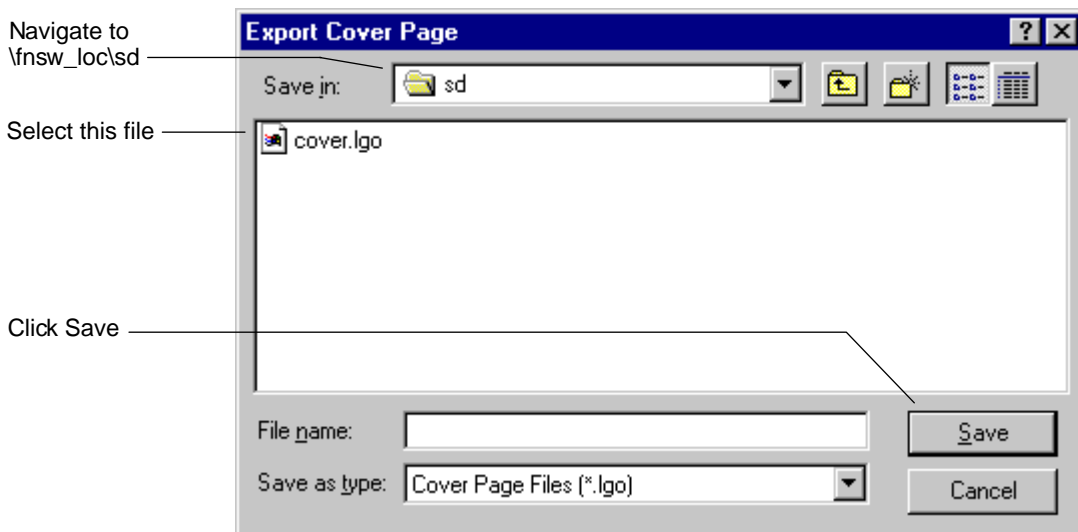 Navigate to
\fnsw_loc\sd
Export Cover Page
Save in:
sd
Select this file
cover.lgo
Click Save
File name:
Save
Save as type:
Cover Page Files (*.lgo)
Cancel